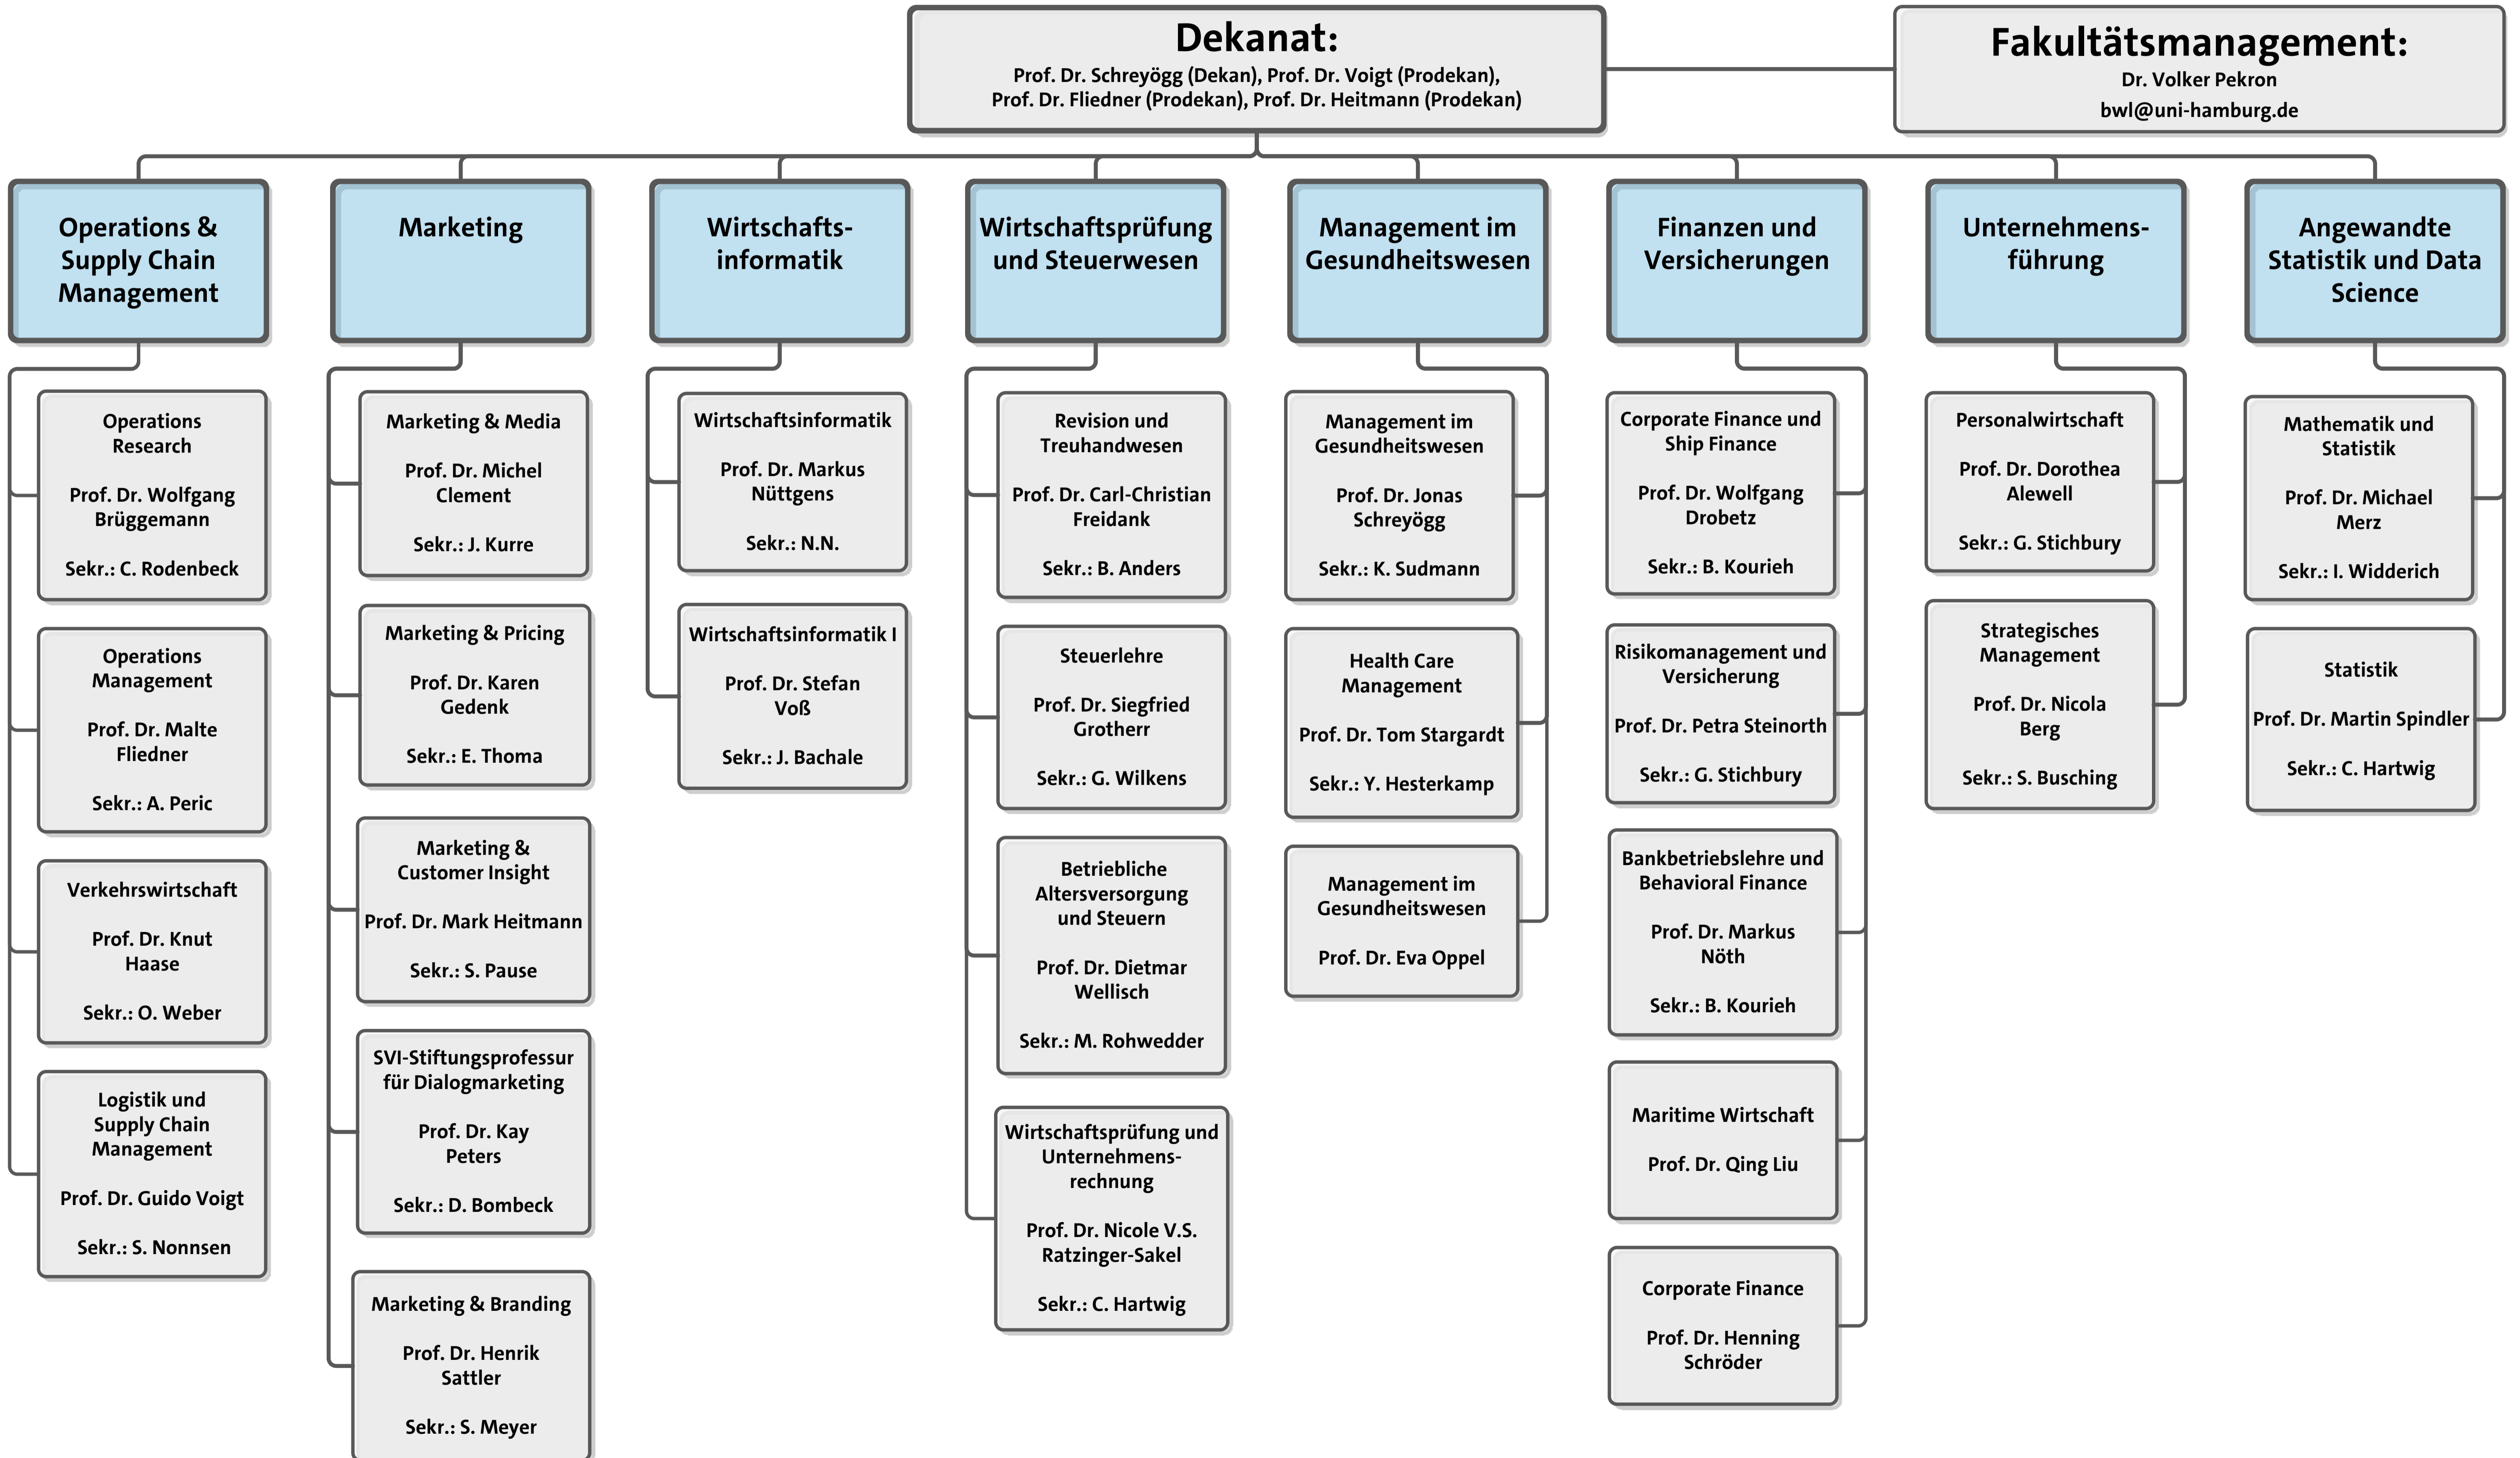 Dekanat:
Prof. Dr. Schreyögg (Dekan), Prof. Dr. Voigt (Prodekan),
Prof. Dr. Fliedner (Prodekan), Prof. Dr. Heitmann (Prodekan)
Fakultätsmanagement:
Dr. Volker Pekron
bwl@uni-hamburg.de
Operations &
Supply Chain
Management
Operations
Research
Prof. Dr. Wolfgang
Brüggemann
Sekr.: C. Rodenbeck
Operations
Management
Prof. Dr. Malte
Fliedner
Sekr.: A. Peric
Verkehrswirtschaft
Prof. Dr. Knut
Haase
Sekr.: O. Weber
Logistik und
Supply Chain
Management
Prof. Dr. Guido Voigt
Sekr.: S. Nonnsen
Marketing
Marketing & Media
Prof. Dr. Michel
Clement
Sekr.: J. Kurre
Marketing & Pricing
Prof. Dr. Karen
Gedenk
Sekr.: E. Thoma
Marketing &
Customer Insight
Prof. Dr. Mark Heitmann
Sekr.: S. Pause
SVI-Stiftungsprofessur
für Dialogmarketing
Prof. Dr. Kay
Peters
Sekr.: D. Bombeck
Marketing & Branding
Prof. Dr. Henrik
Sattler
Sekr.: S. Meyer
Wirtschafts-
informatik
Wirtschaftsinformatik
Prof. Dr. Markus
Nüttgens
Sekr.: N.N.
Wirtschaftsinformatik I
Prof. Dr. Stefan
Voß
Sekr.: J. Bachale
Wirtschaftsprüfung
und Steuerwesen
Revision und
Treuhandwesen
Prof. Dr. Carl-Christian
Freidank
Sekr.: B. Anders
Steuerlehre
Prof. Dr. Siegfried
Grotherr
Sekr.: G. Wilkens
Betriebliche
Altersversorgung
und Steuern
Prof. Dr. Dietmar
Wellisch
Sekr.: M. Rohwedder
Wirtschaftsprüfung und
Unternehmens-
rechnung
Prof. Dr. Nicole V.S.
Ratzinger-Sakel
Sekr.: C. Hartwig
Management im
Gesundheitswesen
Management im
Gesundheitswesen
Prof. Dr. Jonas
Schreyögg
Sekr.: K. Sudmann
Health Care
Management
Prof. Dr. Tom Stargardt
Sekr.: Y. Hesterkamp
Management im
Gesundheitswesen
Prof. Dr. Eva Oppel
Finanzen und
Versicherungen
Corporate Finance und
Ship Finance
Prof. Dr. Wolfgang
Drobetz
Sekr.: B. Kourieh
Risikomanagement und
Versicherung
Prof. Dr. Petra Steinorth
Sekr.: G. Stichbury
Bankbetriebslehre und
Behavioral Finance
Prof. Dr. Markus
Nöth
Sekr.: B. Kourieh
Maritime Wirtschaft
Prof. Dr. Qing Liu
Corporate Finance
Prof. Dr. Henning
Schröder
Unternehmens-
führung
Personalwirtschaft
Prof. Dr. Dorothea
Alewell
Sekr.: G. Stichbury
Strategisches
Management
Prof. Dr. Nicola
Berg
Sekr.: S. Busching
Angewandte
Statistik und Data
Science
Mathematik und
Statistik
Prof. Dr. Michael
Merz
Sekr.: I. Widderich
Statistik
Prof. Dr. Martin Spindler
Sekr.: C. Hartwig